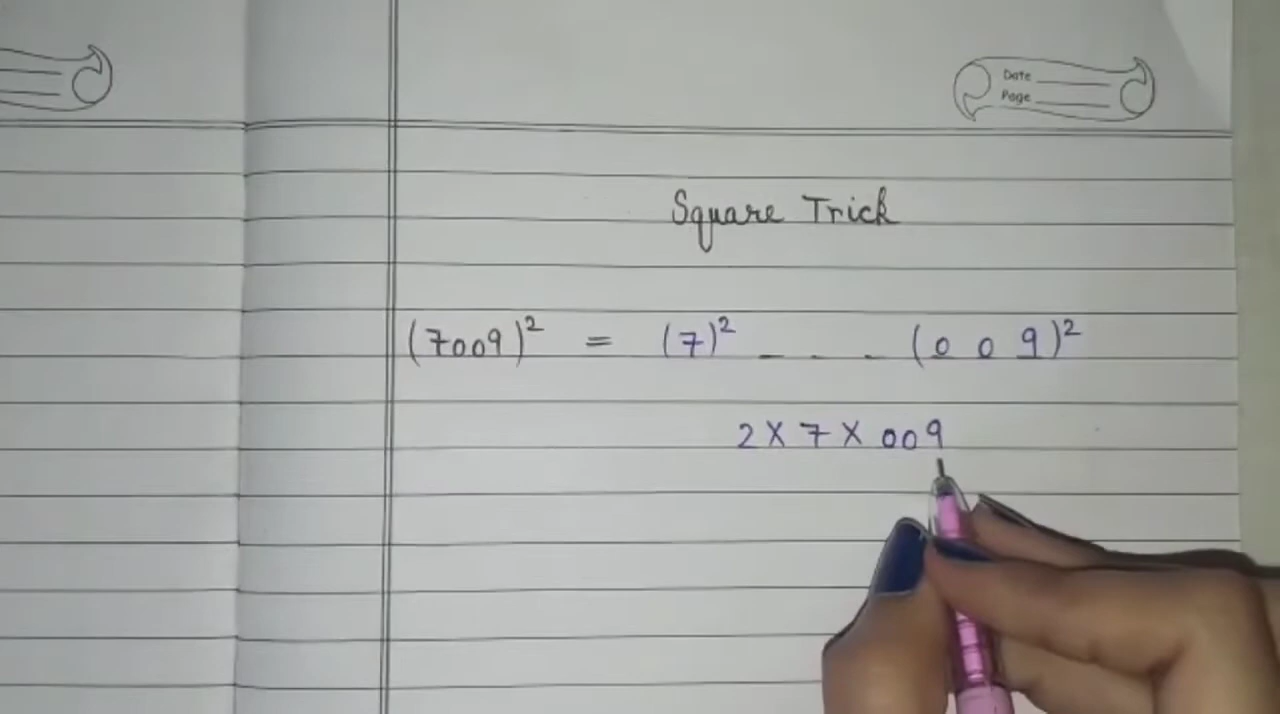 Date
Page
Square Trick
(7009)² = (7)² _ _ _ (0 0 9)²
2 X 7 X 009